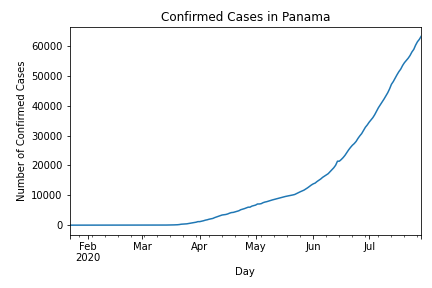 Confirmed Cases in Panama
Number of Confirmed Cases
60000
50000
40000
30000
20000
10000
0
Feb Mar Apr May Jun Jul
2020
Day